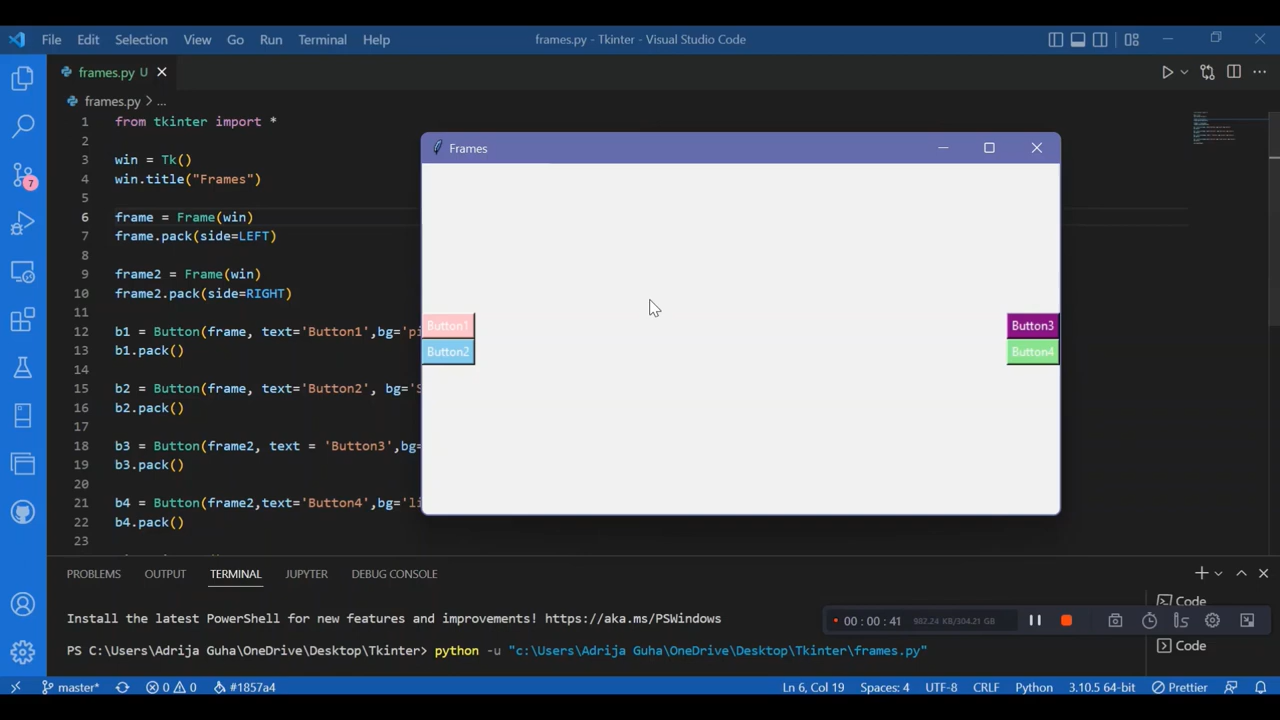 File Edit Selection View Go Run Terminal Help
frames.py - Tkinter - Visual Studio Code
frames.py U
frames.py > ...
1 from tkinter import *
2
3 win = Tk()
4 win.title("Frames")
5
6 frame = Frame(win)
7 frame.pack(side=LEFT)
8
9 frame2 = Frame(win)
10 frame2.pack(side=RIGHT)
11
12 b1 = Button(frame, text='Button1',bg='pi
13 b1.pack()
14
15 b2 = Button(frame, text='Button2', bg='S
16 b2.pack()
17
18 b3 = Button(frame2, text = 'Button3',bg=
19 b3.pack()
20
21 b4 = Button(frame2,text='Button4',bg='li
22 b4.pack()
23
Frames
Button1
Button2
Button3
Button4
7
PROBLEMS OUTPUT TERMINAL JUPYTER DEBUG CONSOLE
Install the latest PowerShell for new features and improvements! https://aka.ms/PSWindows
PS C:\Users\Adrija Guha\OneDrive\Desktop\Tkinter> python -u "c:\Users\Adrija Guha\OneDrive\Desktop\Tkinter\frames.py"
Code
Code
00 : 00 : 41 982.24 KB/304.21 GB
master* 0 0 #1857a4
Ln 6, Col 19 Spaces: 4 UTF-8 CRLF Python 3.10.5 64-bit Prettier